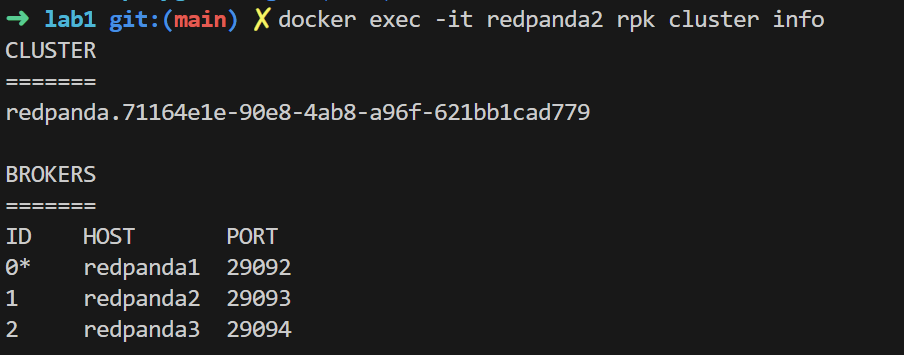 ➜ lab1 git:(main) ✗ docker exec -it redpanda2 rpk cluster info
CLUSTER
=======
redpanda.71164e1e-90e8-4ab8-a96f-621bb1cad779

BROKERS
=======
ID    HOST       PORT
0*    redpanda1  29092
1     redpanda2  29093
2     redpanda3  29094